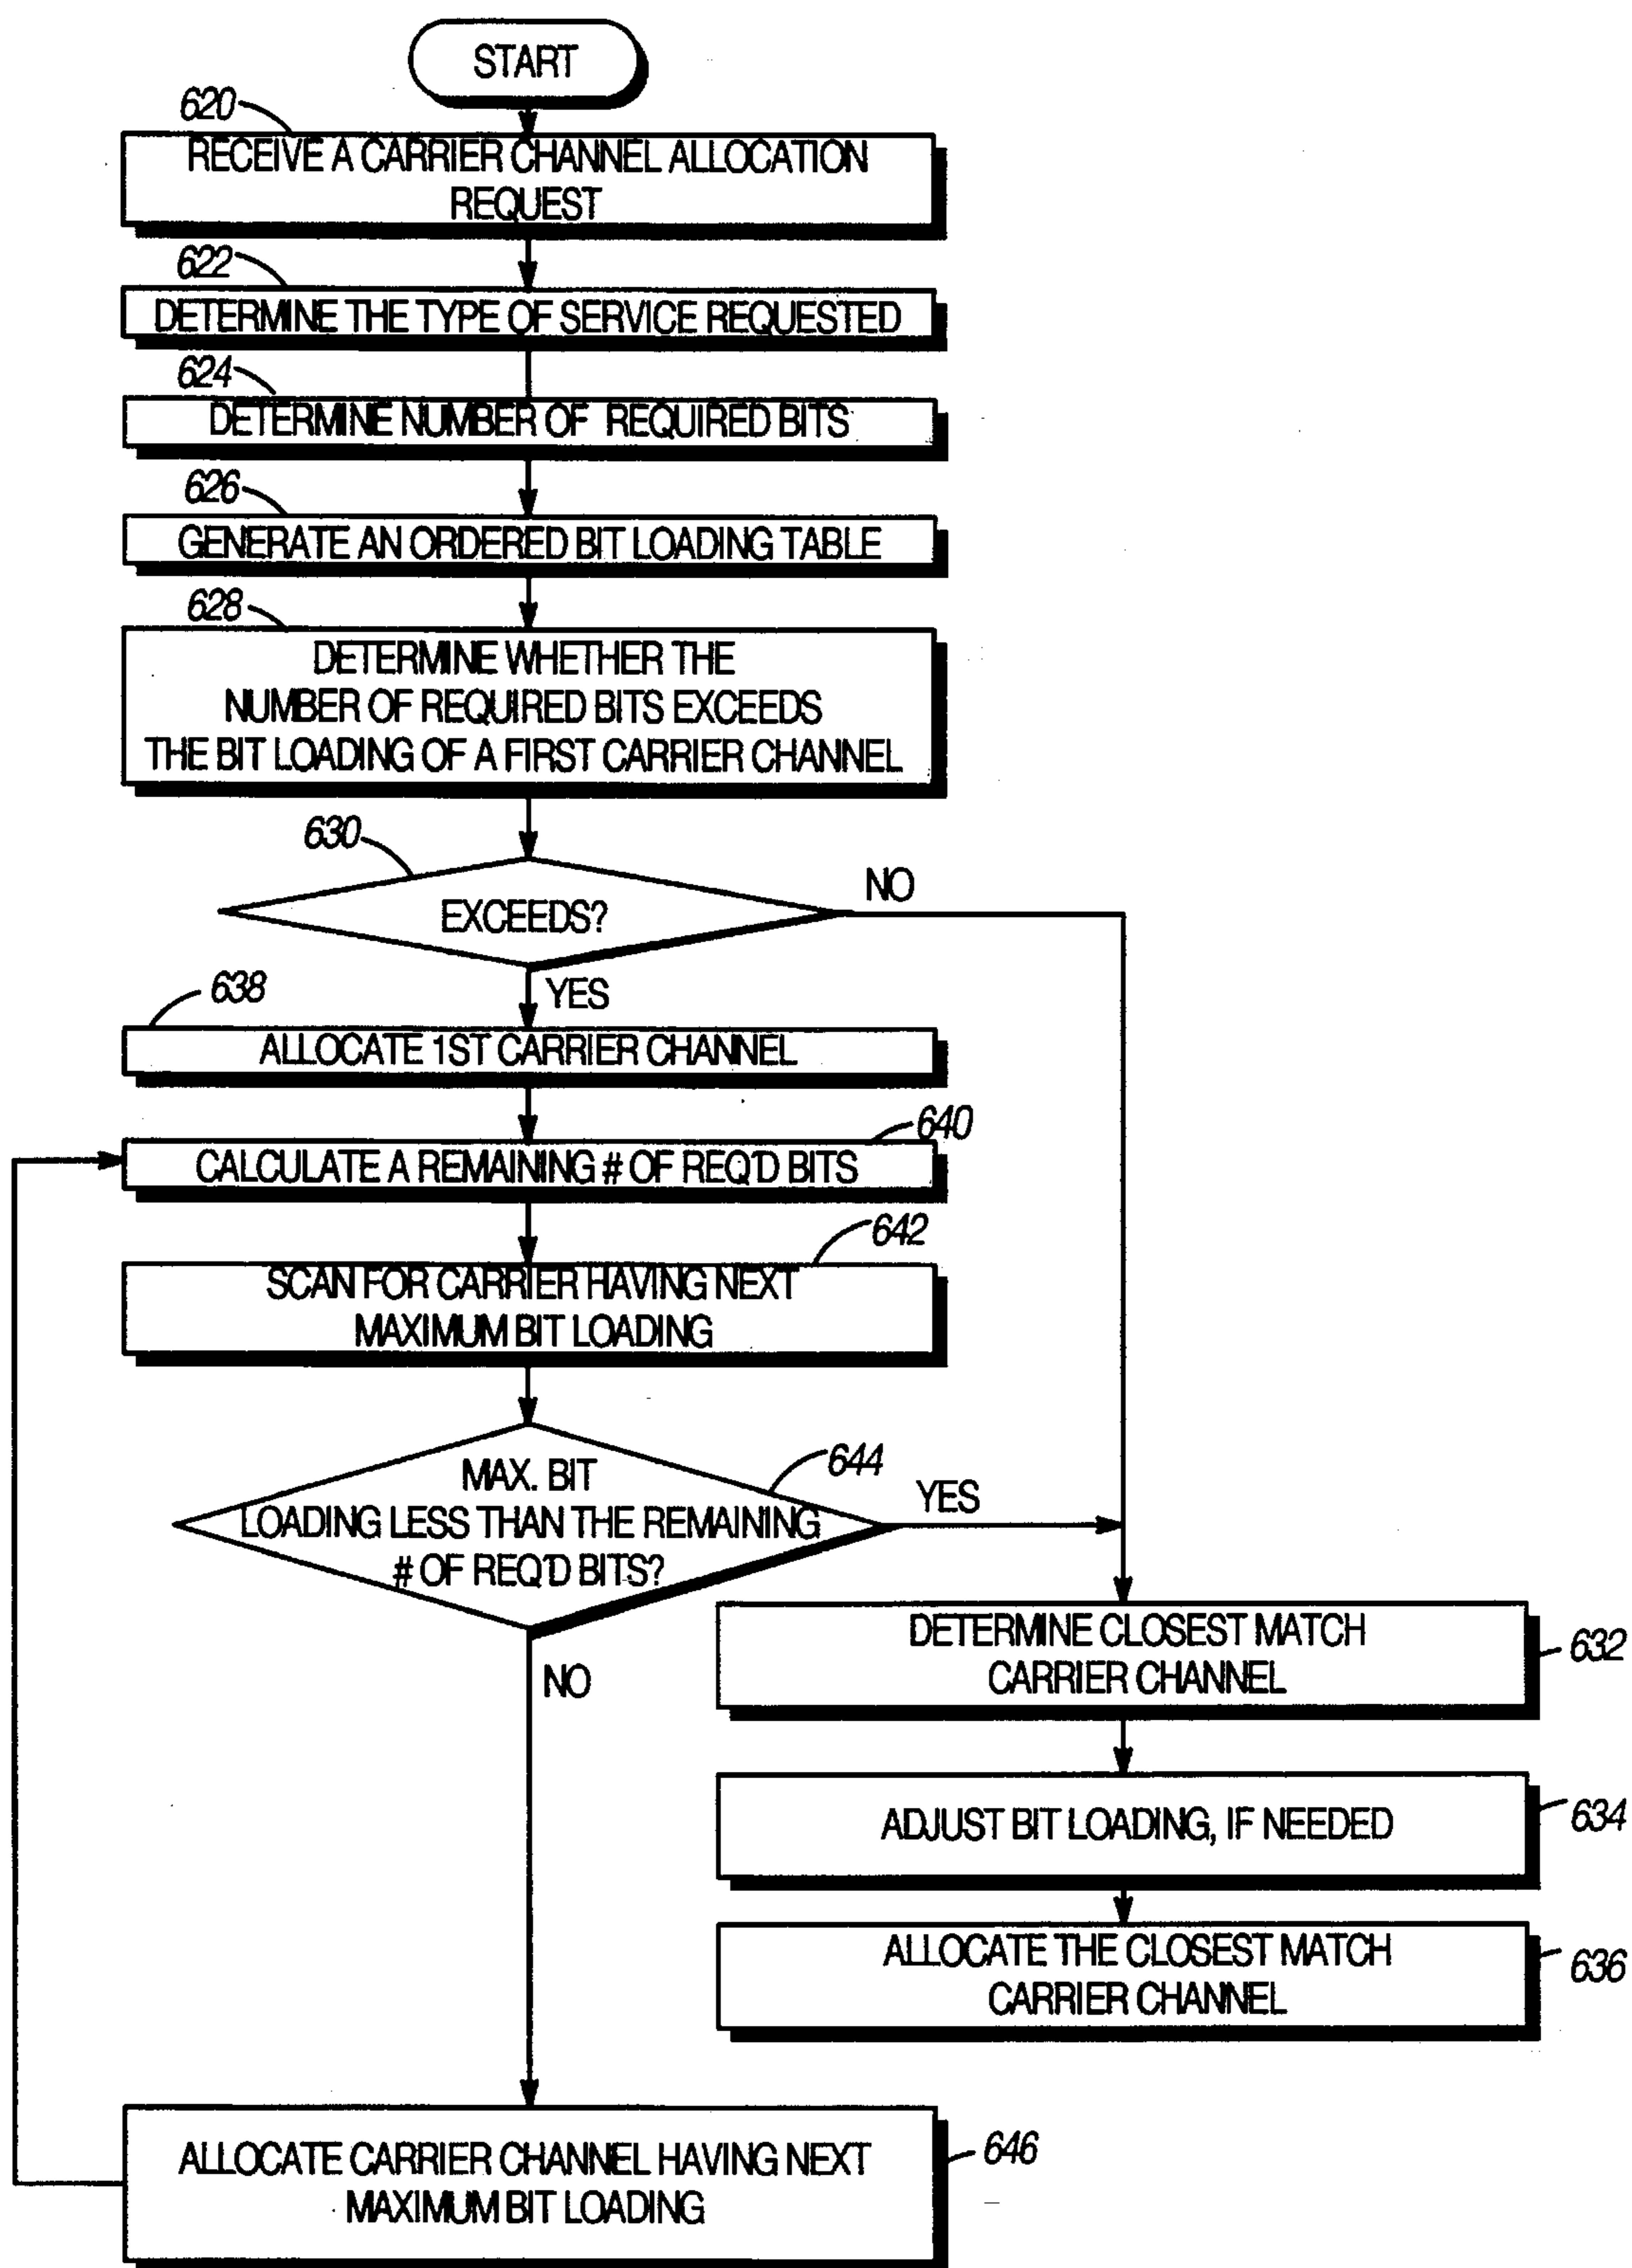 START
620
RECEIVE A CARRIER CHANNEL ALLOCATION
REQUEST
622
DETERMINE THE TYPE OF SERVICE REQUESTED
624
DETERMINE NUMBER OF REQUIRED BITS
626
GENERATE AN ORDERED BIT LOADING TABLE
628
DETERMINE WHETHER THE
NUMBER OF REQUIRED BITS EXCEEDS
THE BIT LOADING OF A FIRST CARRIER CHANNEL
630
EXCEEDS?
NO
YES
638
ALLOCATE 1ST CARRIER CHANNEL
640
CALCULATE A REMAINING # OF REQ'D BITS
642
SCAN FOR CARRIER HAVING NEXT
MAXIMUM BIT LOADING
644
MAX. BIT
LOADING LESS THAN THE REMAINING
# OF REQ'D BITS?
YES
NO
DETERMINE CLOSEST MATCH
CARRIER CHANNEL
632
ADJUST BIT LOADING, IF NEEDED
634
ALLOCATE THE CLOSEST MATCH
CARRIER CHANNEL
636
ALLOCATE CARRIER CHANNEL HAVING NEXT
MAXIMUM BIT LOADING
646